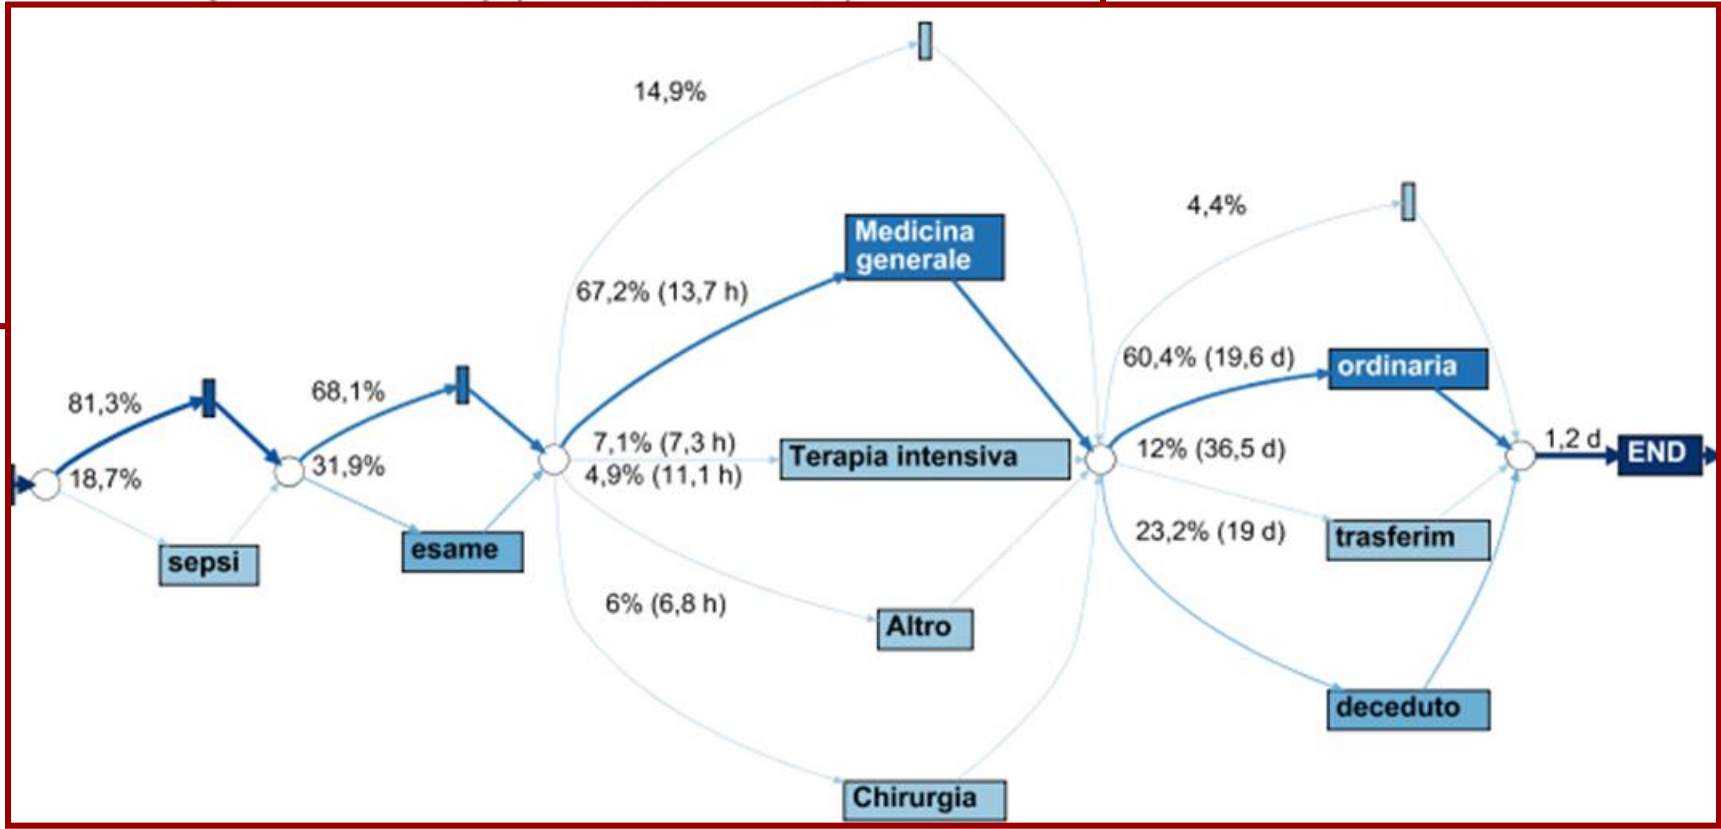 14,9%
4,4%
Medicina
generale
67,2% (13,7 h)
60,4% (19,6 d)
ordinaria
81,3%
68,1%
7,1% (7,3 h)
12% (36,5 d)
1,2 d
END
18,7%
31,9%
4,9% (11,1 h)
Terapia intensiva
23,2% (19 d)
trasferim
sepsi
esame
6% (6,8 h)
Altro
deceduto
Chirurgia